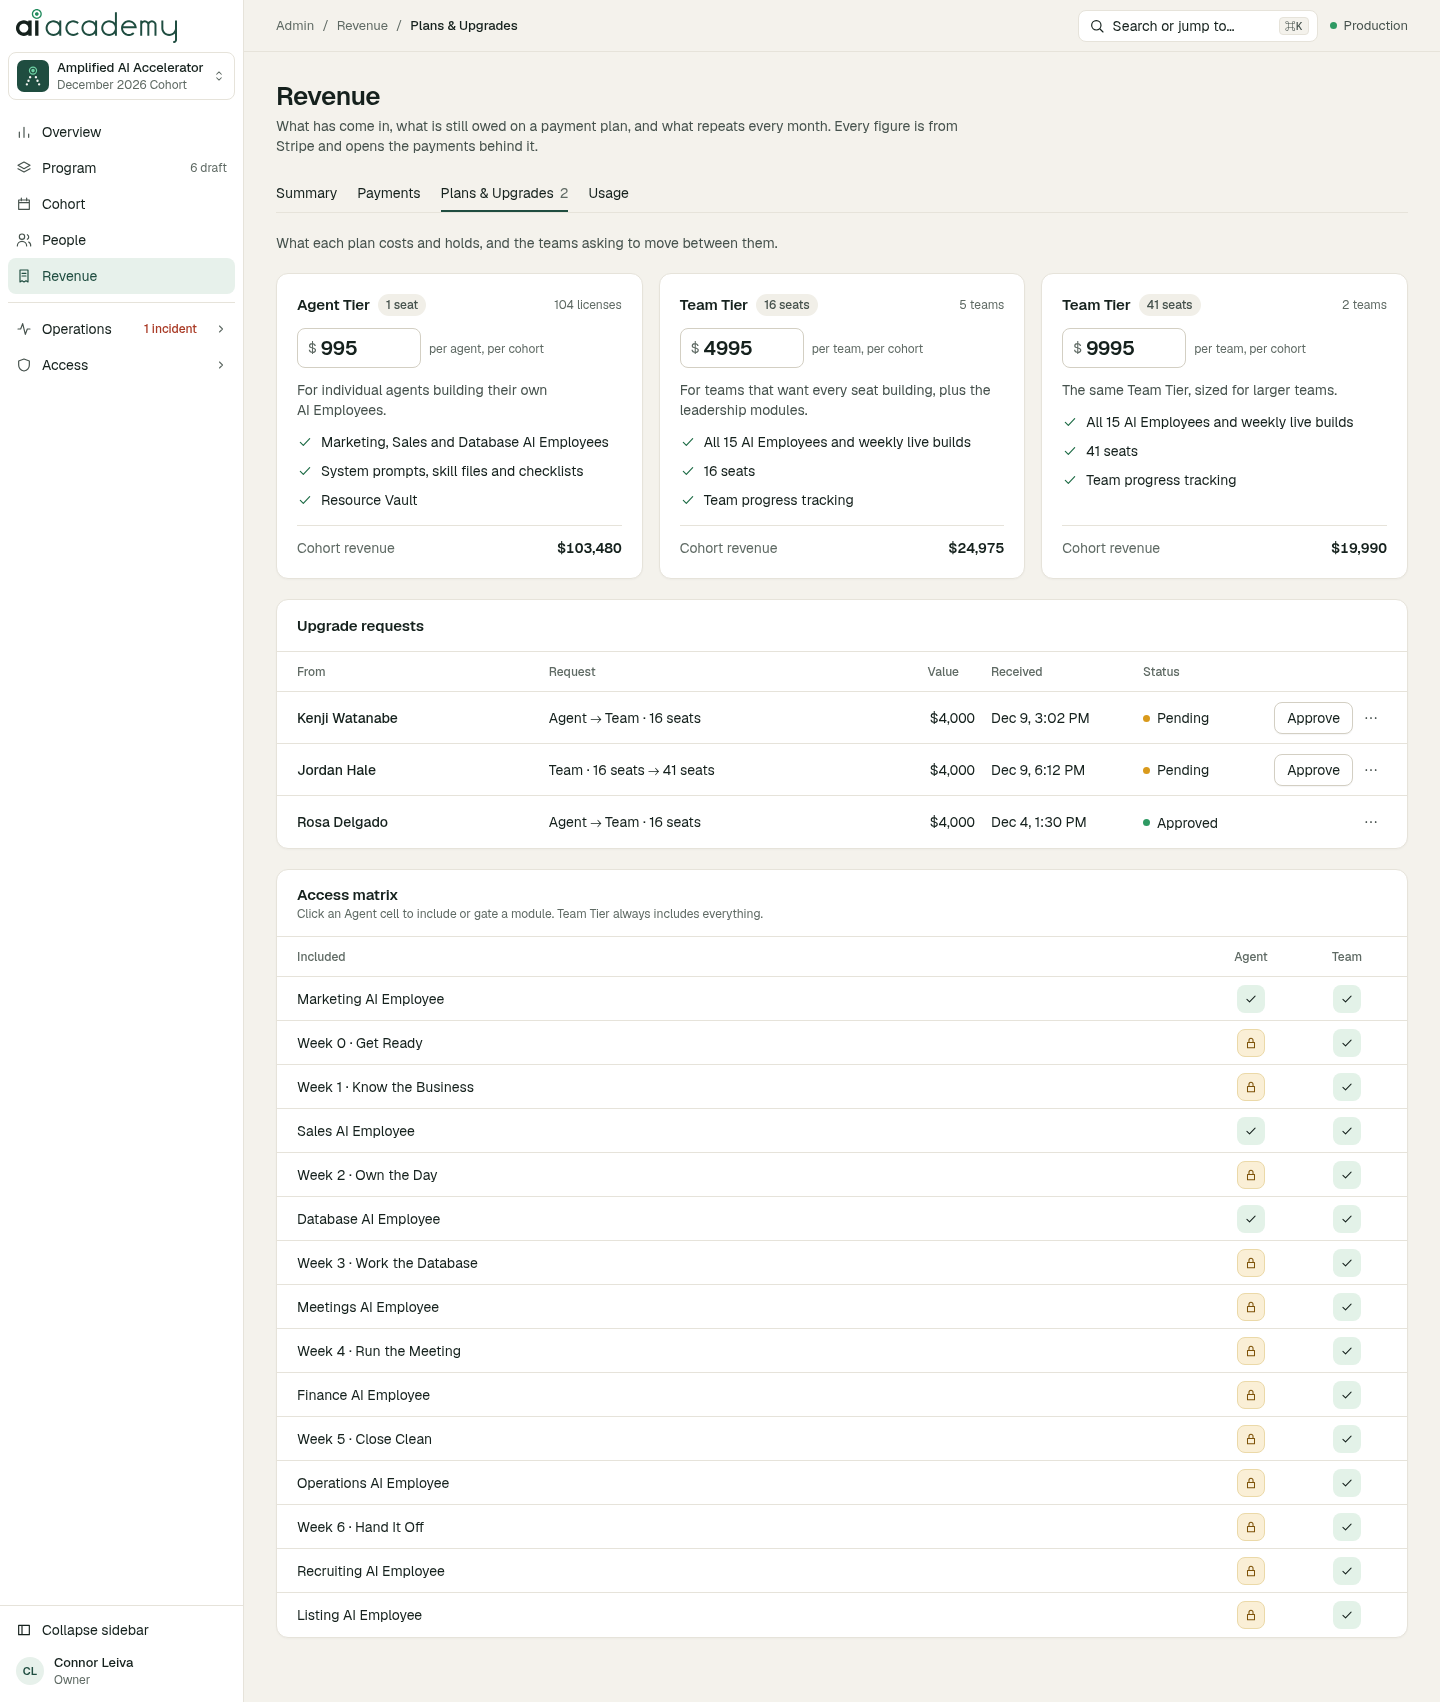 ai academy
Amplified AI Accelerator
December 2026 Cohort
Overview
Program 6 draft
Cohort
People
Revenue
Operations 1 incident
Access
Collapse sidebar
CL
Connor Leiva
Owner
Admin / Revenue / Plans & Upgrades
Search or jump to… ⌘K
Production
Revenue
What has come in, what is still owed on a payment plan, and what repeats every month. Every figure is from
Stripe and opens the payments behind it.
Summary Payments Plans & Upgrades 2 Usage
What each plan costs and holds, and the teams asking to move between them.
Agent Tier 1 seat 104 licenses
$ 995 per agent, per cohort
For individual agents building their own
AI Employees.
Marketing, Sales and Database AI Employees
System prompts, skill files and checklists
Resource Vault
Cohort revenue $103,480
Team Tier 16 seats 5 teams
$ 4995 per team, per cohort
For teams that want every seat building, plus the
leadership modules.
All 15 AI Employees and weekly live builds
16 seats
Team progress tracking
Cohort revenue $24,975
Team Tier 41 seats 2 teams
$ 9995 per team, per cohort
The same Team Tier, sized for larger teams.
All 15 AI Employees and weekly live builds
41 seats
Team progress tracking
Cohort revenue $19,990
Upgrade requests
From Request Value Received Status
Kenji Watanabe Agent → Team · 16 seats $4,000 Dec 9, 3:02 PM Pending Approve ···
Jordan Hale Team · 16 seats → 41 seats $4,000 Dec 9, 6:12 PM Pending Approve ···
Rosa Delgado Agent → Team · 16 seats $4,000 Dec 4, 1:30 PM Approved ···
Access matrix
Click an Agent cell to include or gate a module. Team Tier always includes everything.
Included Agent Team
Marketing AI Employee
Week 0 · Get Ready
Week 1 · Know the Business
Sales AI Employee
Week 2 · Own the Day
Database AI Employee
Week 3 · Work the Database
Meetings AI Employee
Week 4 · Run the Meeting
Finance AI Employee
Week 5 · Close Clean
Operations AI Employee
Week 6 · Hand It Off
Recruiting AI Employee
Listing AI Employee